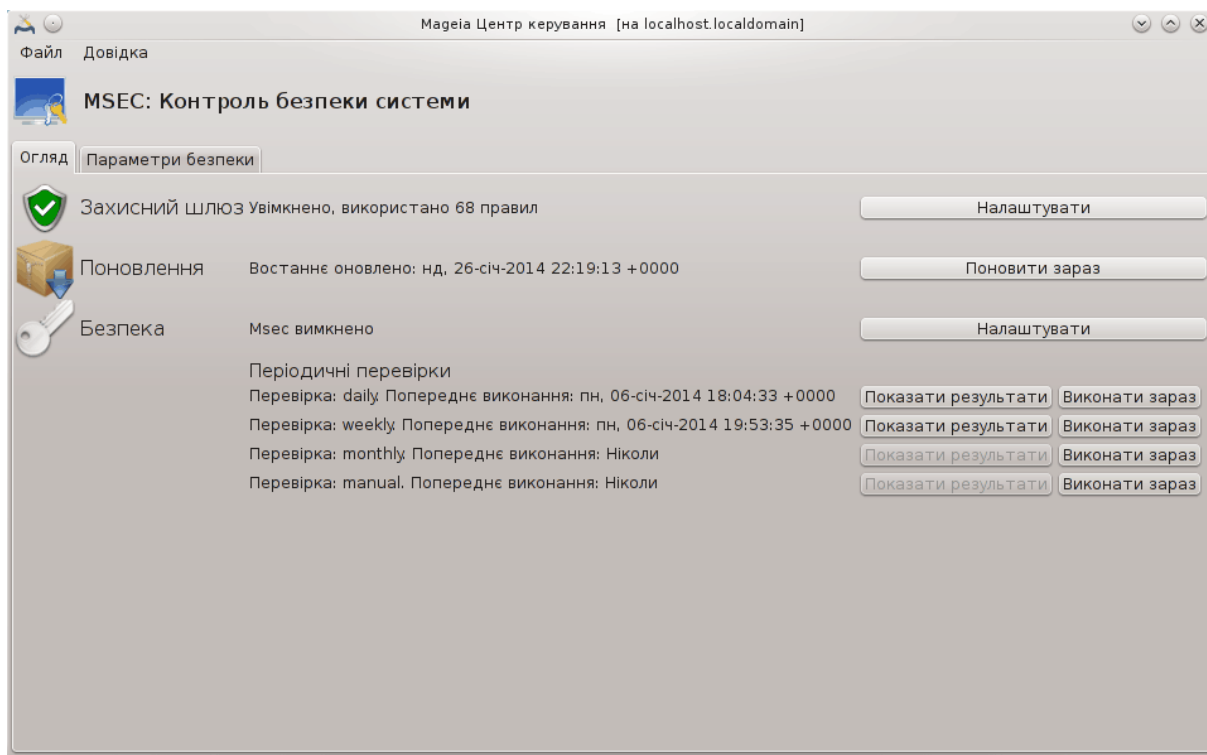 Mageia Центр керування [на localhost.localdomain]
Файл Довідка
MSEC: Контроль безпеки системи
Огляд Параметри безпеки
Захисний шлюз Увімкнено, використано 68 правил Налаштувати
Поновлення Востаннє оновлено: нд, 26-січ-2014 22:19:13 +0000 Поновити зараз
Безпека Msec вимкнено Налаштувати
Періодичні перевірки
Перевірка: daily. Попереднє виконання: пн, 06-січ-2014 18:04:33 +0000 Показати результати Виконати зараз
Перевірка: weekly. Попереднє виконання: пн, 06-січ-2014 19:53:35 +0000 Показати результати Виконати зараз
Перевірка: monthly. Попереднє виконання: Ніколи Показати результати Виконати зараз
Перевірка: manual. Попереднє виконання: Ніколи Показати результати Виконати зараз